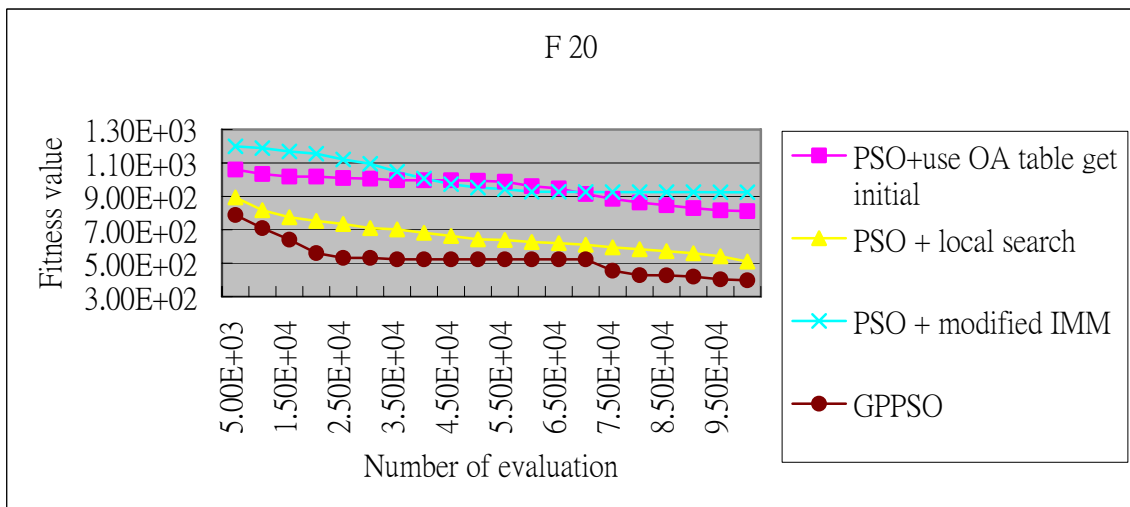 F 20
Fitness value
1.30E+03
1.10E+03
9.00E+02
7.00E+02
5.00E+02
3.00E+02
5.00E+03
1.50E+04
2.50E+04
3.50E+04
4.50E+04
5.50E+04
6.50E+04
7.50E+04
8.50E+04
9.50E+04
Number of evaluation
PSO+use OA table get
initial
PSO + local search
PSO + modified IMM
GPPSO